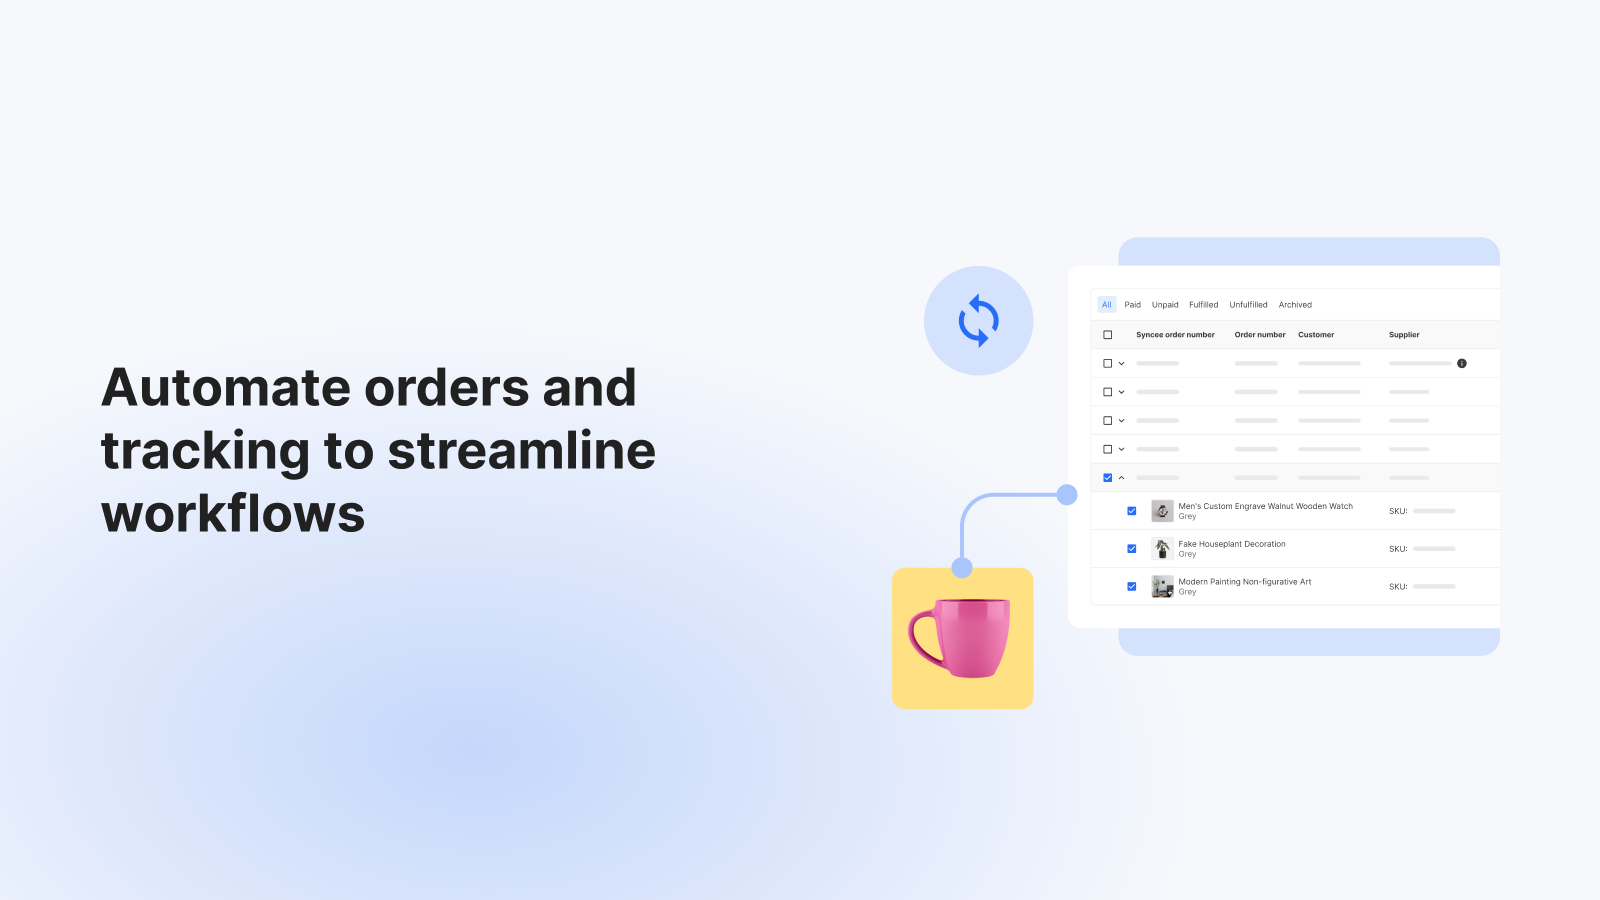 Automate orders and
tracking to streamline
workflows
All Paid Unpaid Fulfilled Unfulfilled Archived
Syncee order number Order number Customer Supplier
Men's Custom Engrave Walnut Wooden Watch
Grey
SKU:
Fake Houseplant Decoration
Grey
SKU:
Modern Painting Non-figurative Art
Grey
SKU: